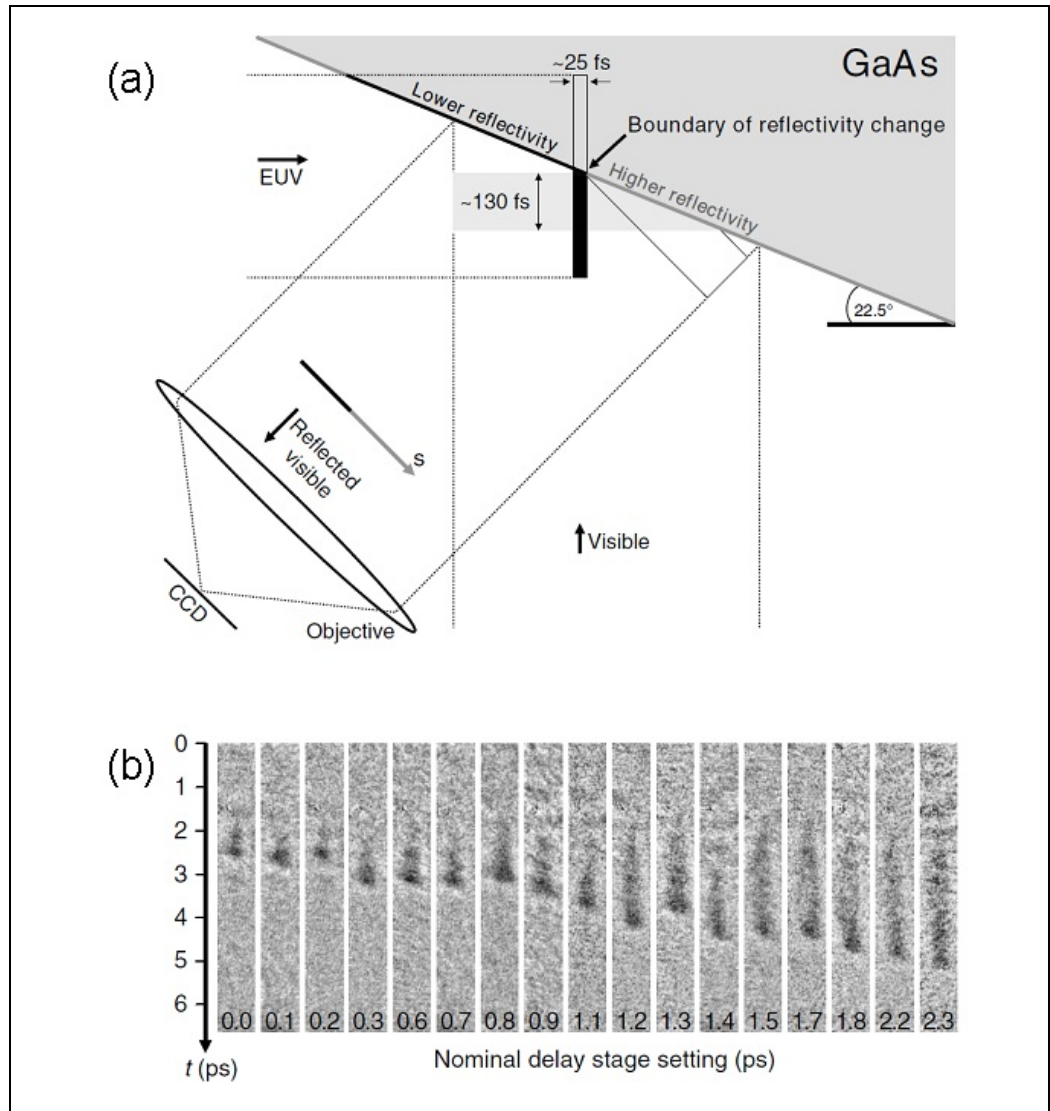 (a)
GaAs
~25 fs
Lower reflectivity
Boundary of reflectivity change
EUV
Higher reflectivity
~130 fs
22.5°
s
Reflected
visible
Visible
CCD
Objective
(b)
0
1
2
3
4
5
6
0.0 0.1 0.2 0.3 0.6 0.7 0.8 0.9 1.1 1.2 1.3 1.4 1.5 1.7 1.8 2.2 2.3
t (ps)
Nominal delay stage setting (ps)